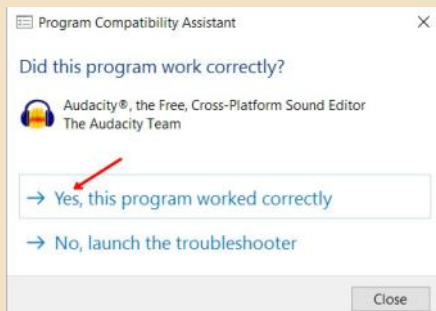 Program Compatibility Assistant
Did this program work correctly?
Audacity®, the Free, Cross-Platform Sound Editor
The Audacity Team
→ Yes, this program worked correctly
→ No, launch the troubleshooter
Close